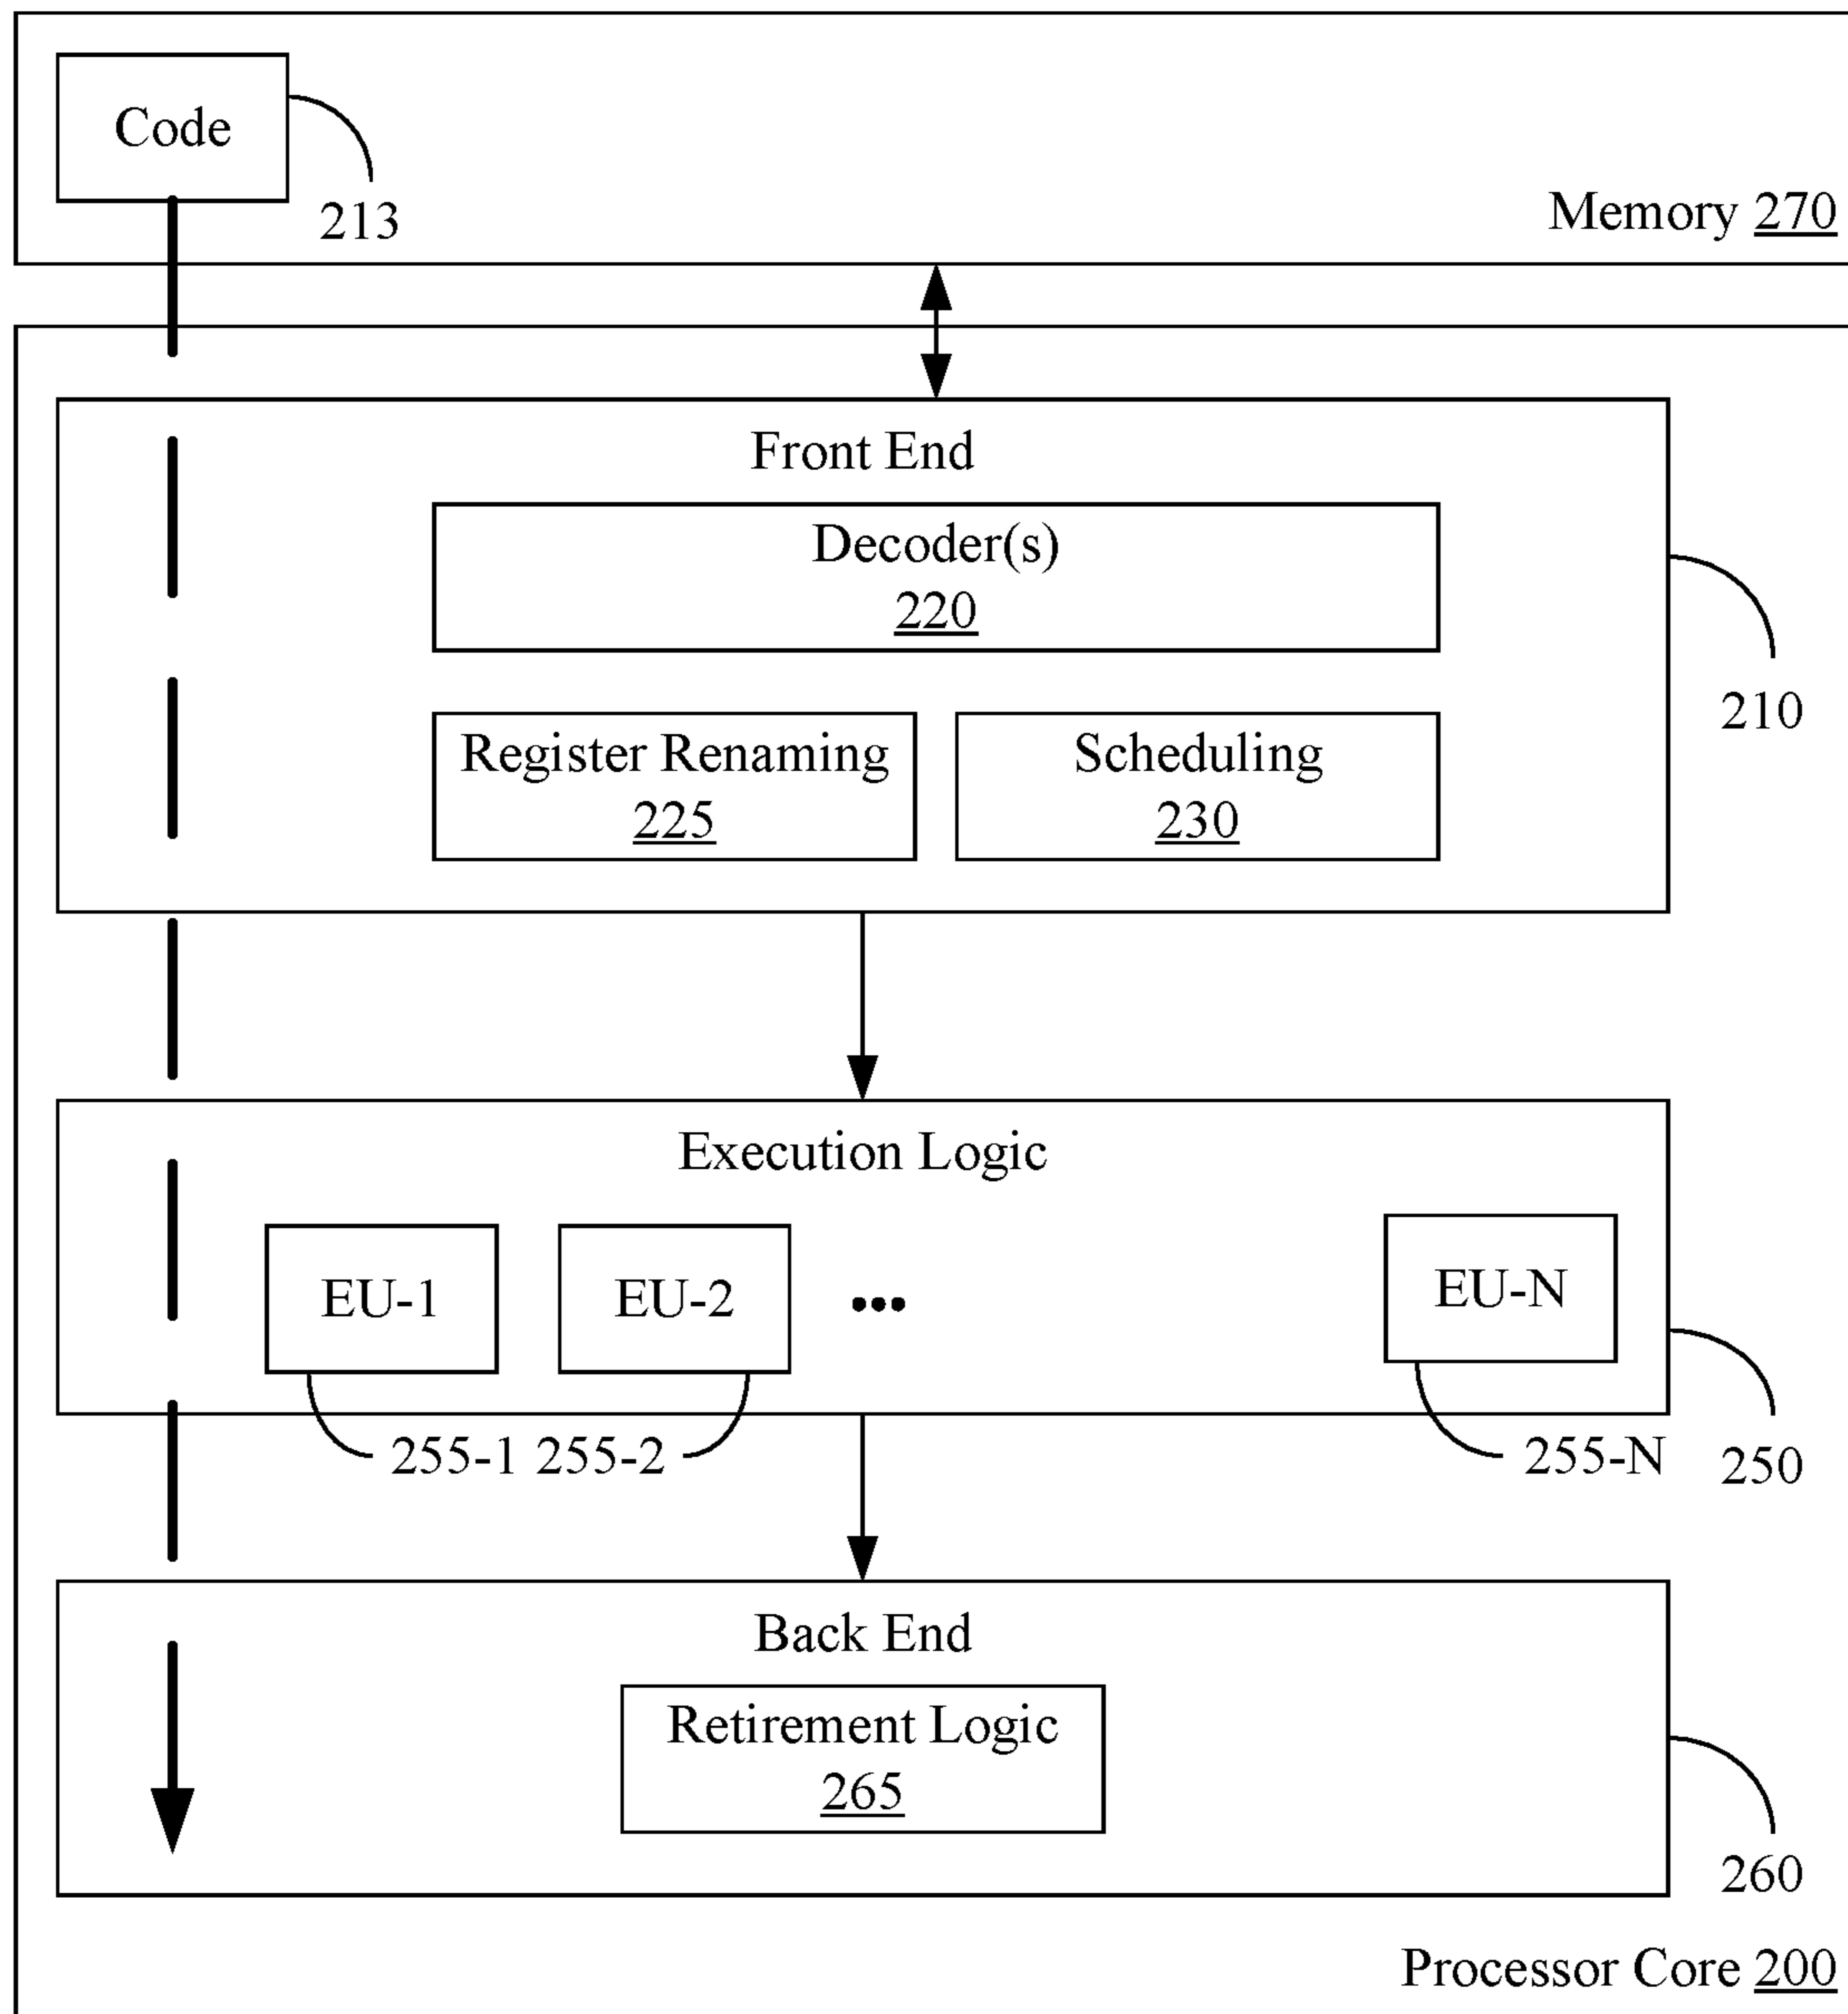 Code
213
Memory 270
Front End
Decoder(s)
220
210
Register Renaming
225
Scheduling
230
Execution Logic
EU-1
EU-2
•••
EU-N
255-1 255-2
255-N
250
Back End
Retirement Logic
265
260
Processor Core 200